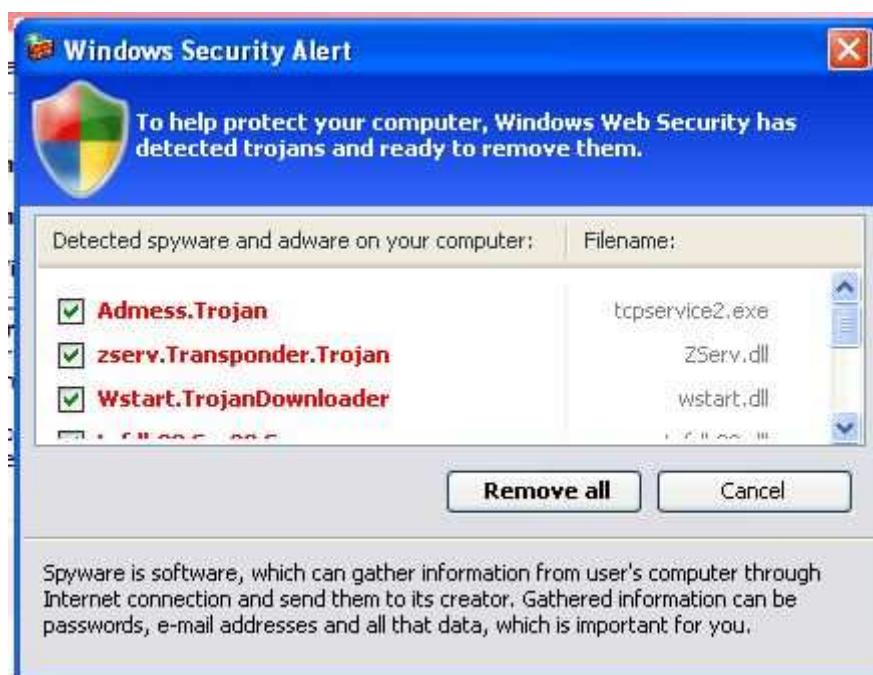 Windows Security Alert
To help protect your computer, Windows Web Security has
detected trojans and ready to remove them.
Detected spyware and adware on your computer: Filename:
Admess.Trojan tcpservice2.exe
zserv.Transponder.Trojan ZServ.dll
Wstart.TrojanDownloader wstart.dll
Remove all Cancel
Spyware is software, which can gather information from user's computer through
Internet connection and send them to its creator. Gathered information can be
passwords, e-mail addresses and all that data, which is important for you.